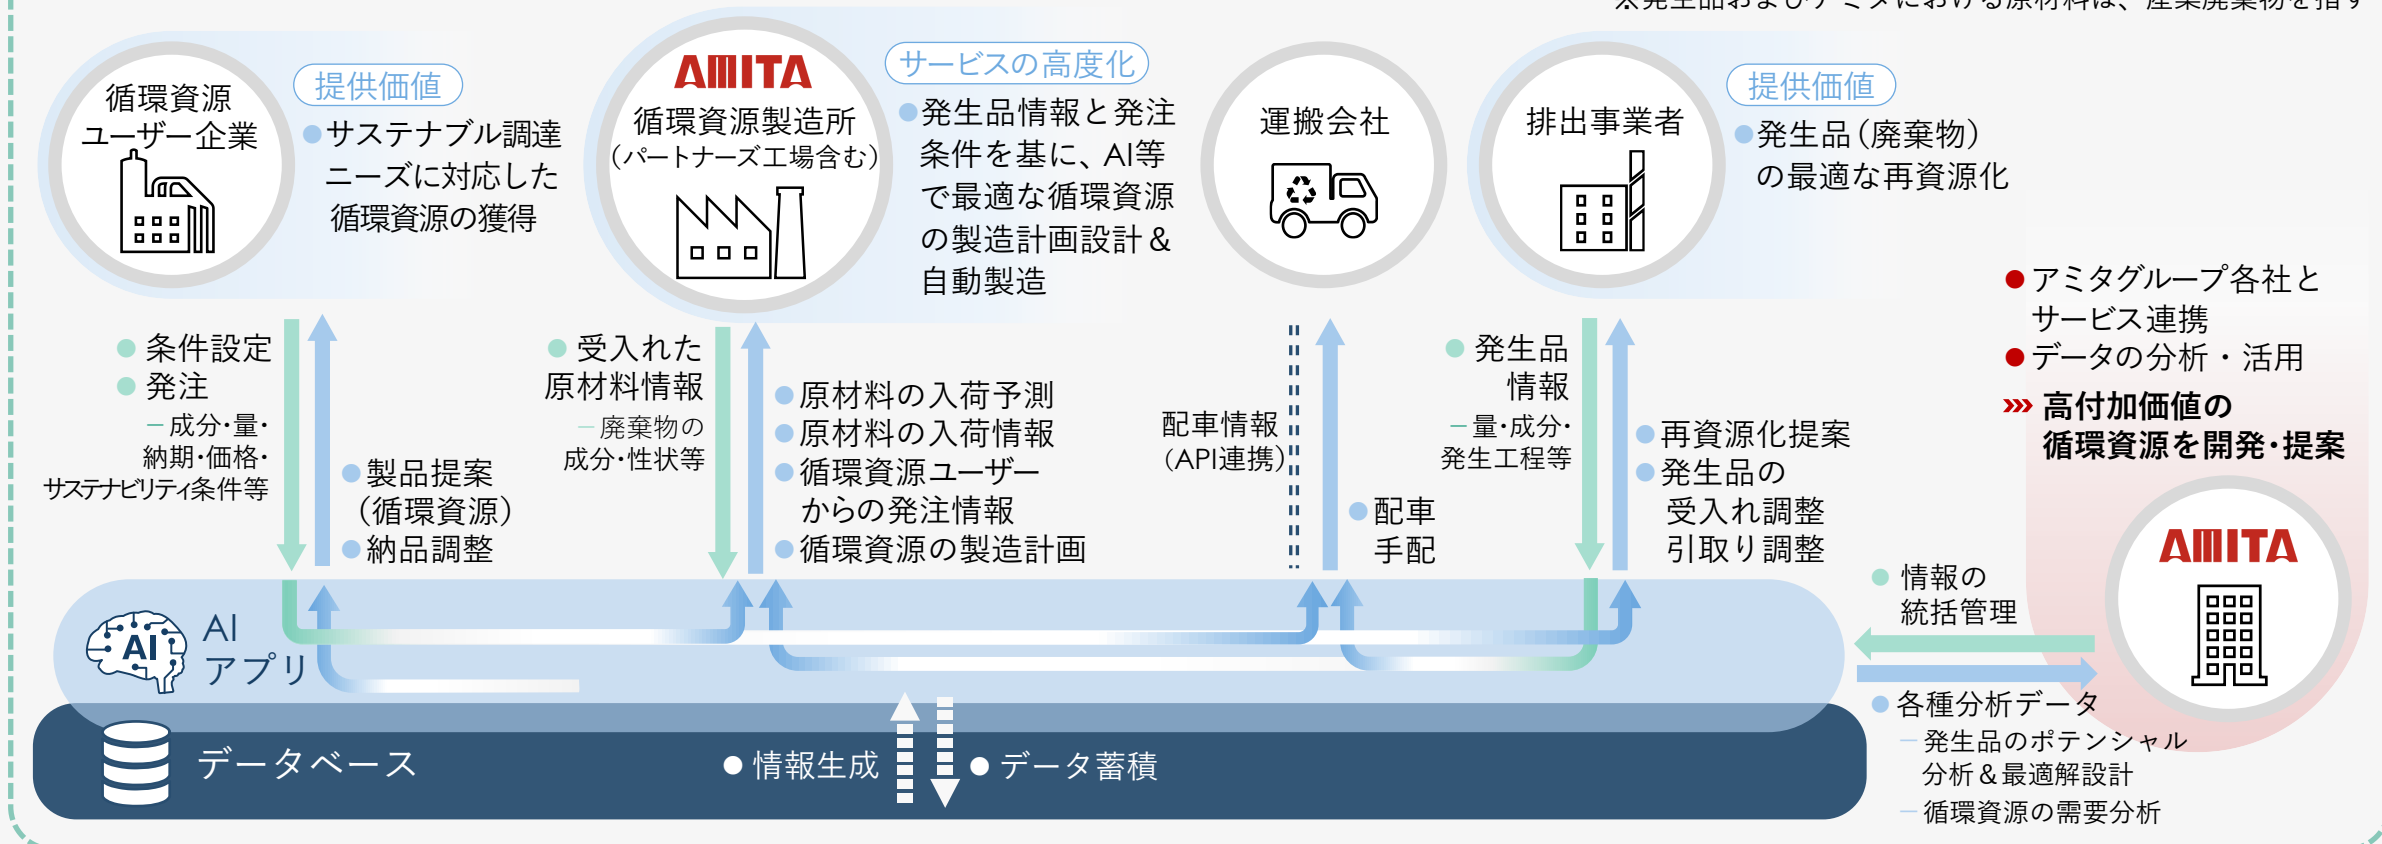 ※発生品およびアミタにおける原材料は、産業廃棄物を指す
循環資源
ユーザー企業
提供価値
●サステナブル調達
ニーズに対応した
循環資源の獲得
AMITA
循環資源製造所
(パートナーズ工場含む)
サービスの高度化
●発生品情報と発注
条件を基に、AI等
で最適な循環資源
の製造計画設計＆
自動製造
運搬会社
排出事業者
提供価値
●発生品(廃棄物)
の最適な再資源化
●アミタグループ各社と
サービス連携
●データの分析・活用
»» 高付加価値の
循環資源を開発・提案
AMITA
●条件設定
●発注
－成分・量・
納期・価格・
サステナビリティ条件等
●製品提案
(循環資源)
●納品調整
●受入れた
原材料情報
－廃棄物の
成分・性状等
●原材料の入荷予測
●原材料の入荷情報
●循環資源ユーザー
からの発注情報
●循環資源の製造計画
配車情報
(API連携)
●配車
手配
●発生品
情報
－量・成分・
発生工程等
●再資源化提案
●発生品の
受入れ調整
引取り調整
●情報の
統括管理
●各種分析データ
－発生品のポテンシャル
分析＆最適解設計
－循環資源の需要分析
AI
AI
アプリ
データベース
●情報生成
●データ蓄積